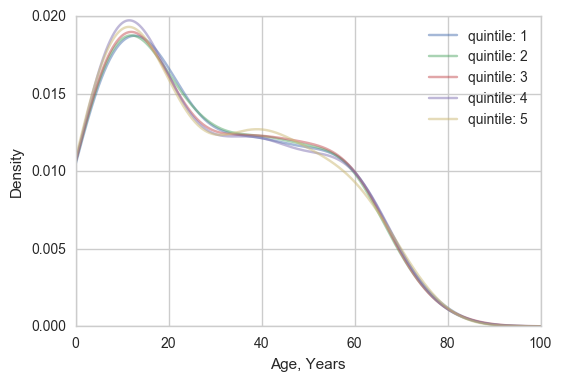 0.020
0.015
0.010
0.005
0.000
Density
quintile: 1
quintile: 2
quintile: 3
quintile: 4
quintile: 5
0 20 40 60 80 100
Age, Years